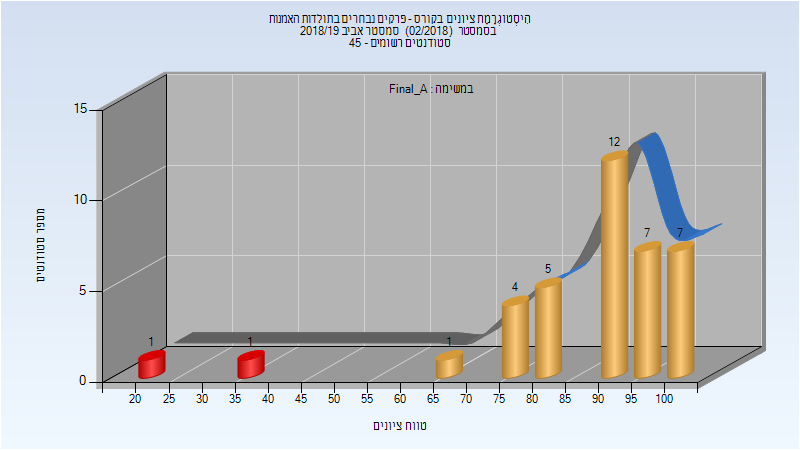 היסטוגרמת ציונים בקורס - פרקים נבחרים בתולדות האמנות
בסמסטר (02/2018) סמסטר אביב 2018/19
סטודנטים רשומים - 45
במשימה : Final_A
מספר סטודנטים
15
10
5
0
1
1
1
4
5
12
7
7
20 25 30 35 40 45 50 55 60 65 70 75 80 85 90 95 100
טווח ציונים